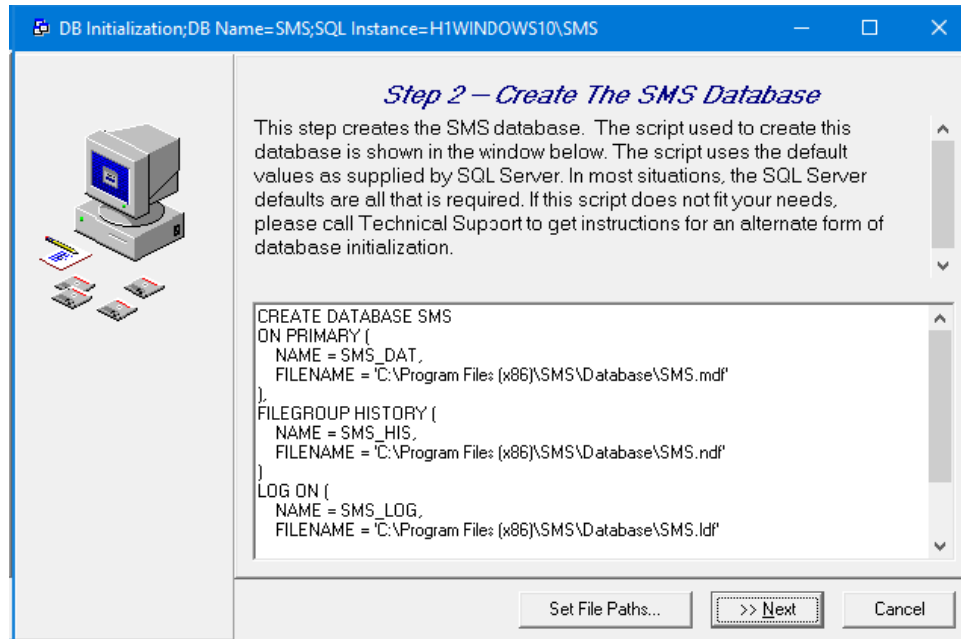 DB Initialization;DB Name=SMS;SQL Instance=H1WINDOWS10\SMS
Step 2 – Create The SMS Database
This step creates the SMS database.  The script used to create this
database is shown in the window below. The script uses the default
values as supplied by SQL Server. In most situations, the SQL Server
defaults are all that is required. If this script does not fit your needs,
please call Technical Supoort to get instructions for an alternate form of
database initialization.
CREATE DATABASE SMS
ON PRIMARY (
NAME = SMS_DAT,
FILENAME = 'C:\Program Files (x86)\SMS\Database\SMS.mdf'
),
FILEGROUP HISTORY (
NAME = SMS_HIS,
FILENAME = 'C:\Program Files (x86)\SMS\Database\SMS.ndf'
)
LOG ON (
NAME = SMS_LOG,
FILENAME = 'C:\Program Files (x86)\SMS\Database\SMS.ldf'
Set File Paths...
>> Next
Cancel